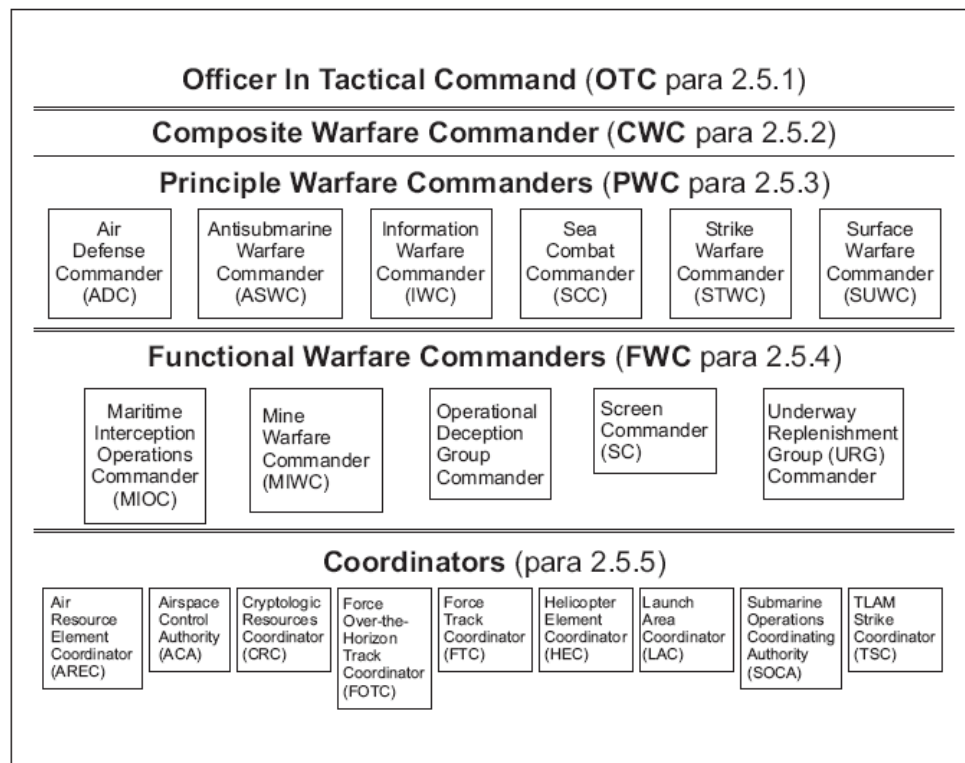 Officer In Tactical Command (OTC para 2.5.1)
Composite Warfare Commander (CWC para 2.5.2)
Principle Warfare Commanders (PWC para 2.5.3)
Air
Defense
Commander
(ADC)
Antisubmarine
Warfare
Commander
(ASWC)
Information
Warfare
Commander
(IWC)
Sea
Combat
Commander
(SCC)
Strike
Warfare
Commander
(STWC)
Surface
Warfare
Commander
(SUWC)
Functional Warfare Commanders (FWC para 2.5.4)
Maritime
Interception
Operations
Commander
(MIOC)
Mine
Warfare
Commander
(MIWC)
Operational
Deception
Group
Commander
Screen
Commander
(SC)
Underway
Replenishment
Group (URG)
Commander
Coordinators (para 2.5.5)
Air
Resource
Element
Coordinator
(AREC)
Airspace
Control
Authority
(ACA)
Cryptologic
Resources
Coordinator
(CRC)
Force
Over-the-
Horizon
Track
Coordinator
(FOTC)
Force
Track
Coordinator
(FTC)
Helicopter
Element
Coordinator
(HEC)
Launch
Area
Coordinator
(LAC)
Submarine
Operations
Coordinating
Authority
(SOCA)
TLAM
Strike
Coordinator
(TSC)